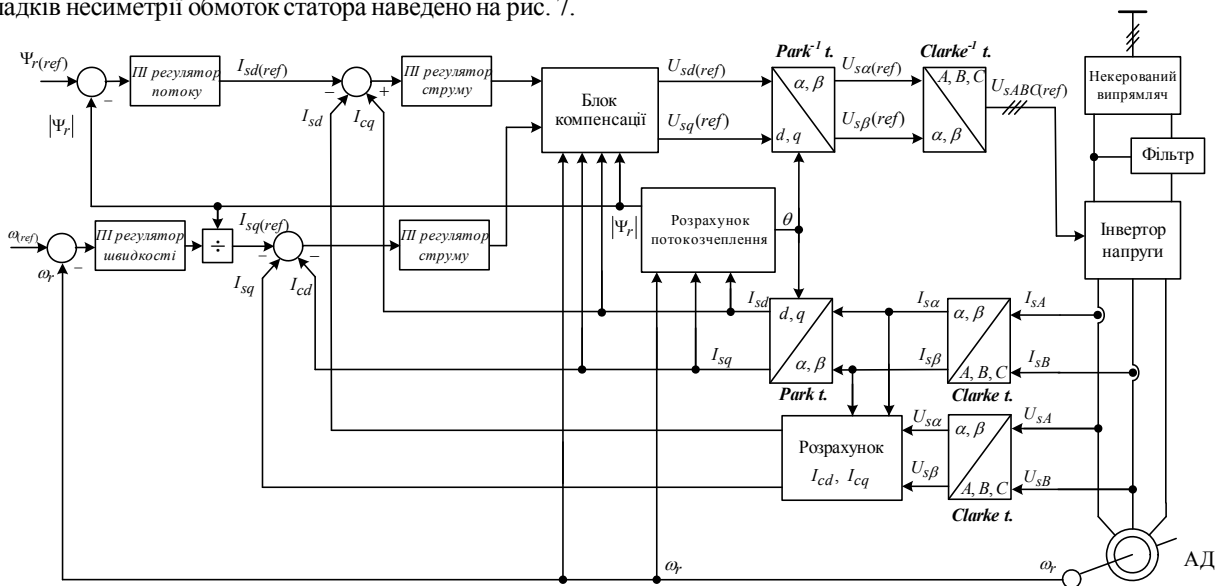 падків несиметрії обмоток статора наведено на рис. 7.
Ψr(ref)
−
|Ψr|
ПІ регулятор
потоку
Isd(ref)
−
+
Isd
Icq
ПІ регулятор
струму
Блок
компенсації
Usd(ref)
Usq(ref)
Park⁻¹ t.
α, β
d, q
Usα(ref)
Usβ(ref)
Clarke⁻¹ t.
A, B, C
α, β
UsABC(ref)
Некерований
випрямляч
Фільтр
Інвертор
напруги
ω(ref)
−
ωr
ПІ регулятор
швидкості
÷
Isq(ref)
−
−
Isq
Icd
ПІ регулятор
струму
|Ψr|
Розрахунок
потокозчеплення
θ
Isd
Isq
d, q
α, β
Park t.
Isα
Isβ
α, β
A, B, C
Clarke t.
IsA
IsB
Розрахунок
Icd, Icq
Usα
Usβ
α, β
A, B, C
Clarke t.
UsA
UsB
ωr
ωr
АД